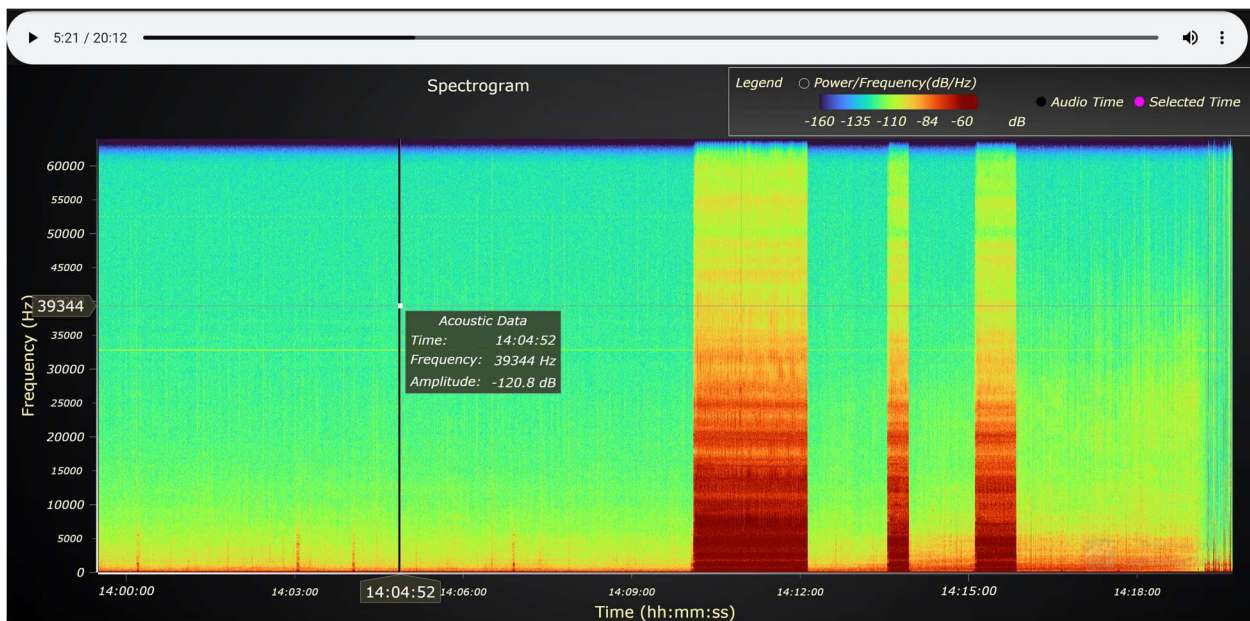 5:21 / 20:12
Spectrogram
Legend Power/Frequency(dB/Hz)
-160 -135 -110 -84 -60 dB
Audio Time Selected Time
60000
55000
50000
45000
39344
35000
30000
25000
20000
15000
10000
5000
0
Frequency (Hz)
Acoustic Data
Time: 14:04:52
Frequency: 39344 Hz
Amplitude: -120.8 dB
14:00:00 14:03:00 14:04:52 14:06:00 14:09:00 14:12:00 14:15:00 14:18:00
Time (hh:mm:ss)